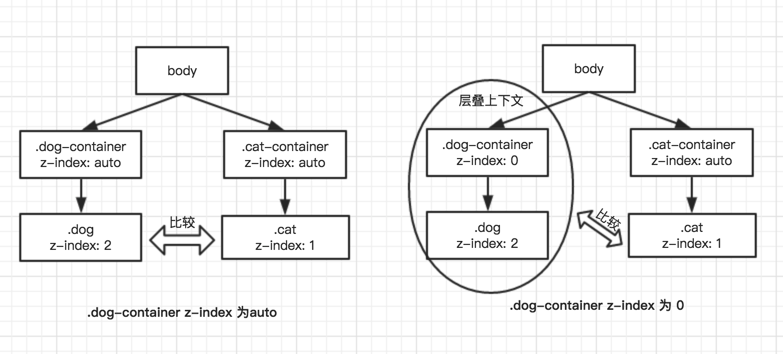 body
.dog-container
z-index: auto
.cat-container
z-index: auto
.dog
z-index: 2
比较
.cat
z-index: 1
.dog-container z-index 为auto
body
层叠上下文
.dog-container
z-index: 0
.cat-container
z-index: auto
.dog
z-index: 2
比较
.cat
z-index: 1
.dog-container z-index 为 0